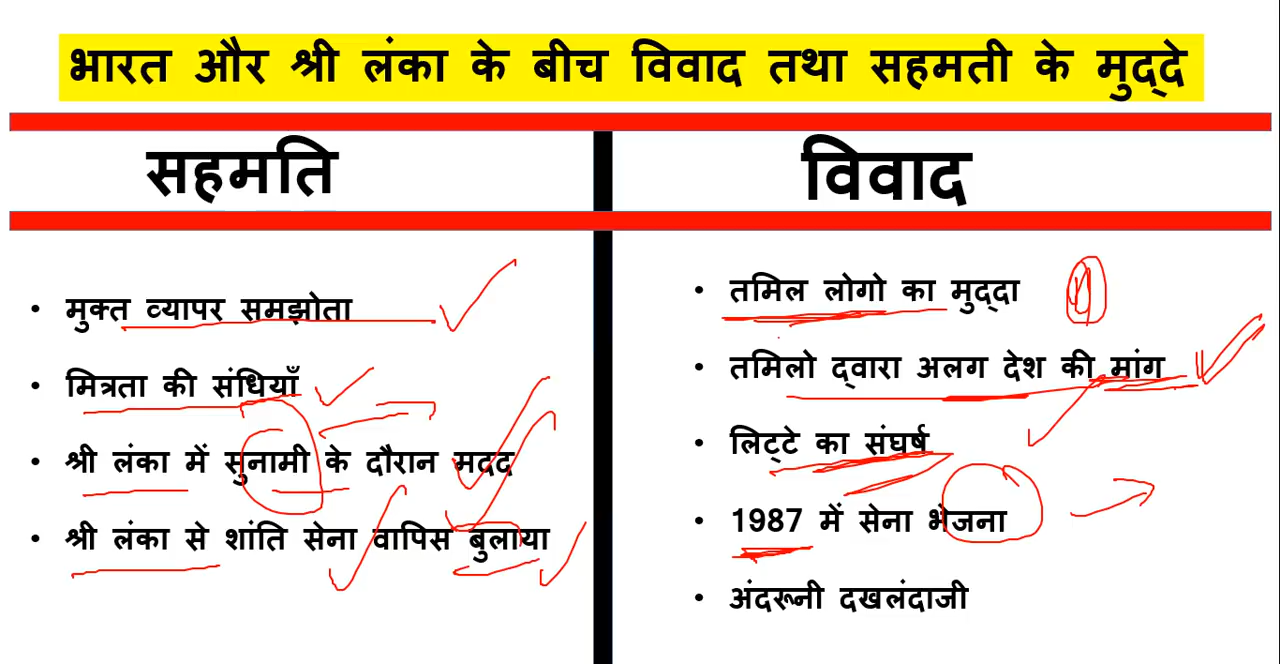 भारत और श्री लंका के बीच विवाद तथा सहमती के मुद्दे
सहमति
विवाद
• मुक्त व्यापर समझोता
• मित्रता की संधियाँ
• श्री लंका में सुनामी के दौरान मदद
• श्री लंका से शांति सेना वापिस बुलाया
• तमिल लोगो का मुद्दा
• तमिलो द्वारा अलग देश की मांग
• लिट्टे का संघर्ष
• 1987 में सेना भेजना
• अंदरूनी दखलंदाजी